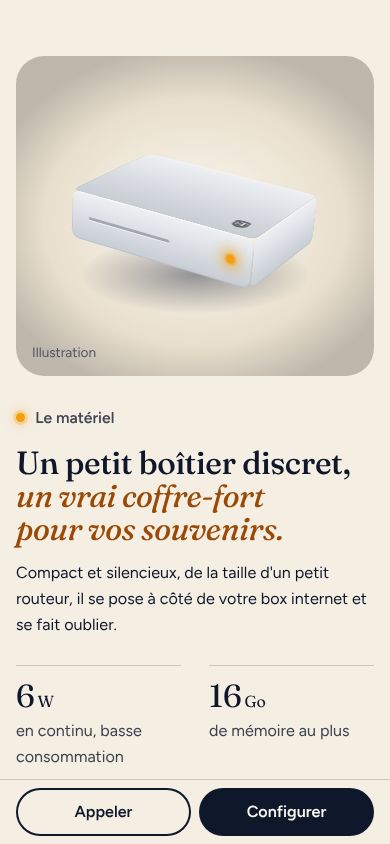 Illustration
Le matériel
Un petit boîtier discret,
un vrai coffre-fort
pour vos souvenirs.
Compact et silencieux, de la taille d'un petit
routeur, il se pose à côté de votre box internet et
se fait oublier.
6 W
16 Go
en continu, basse
consommation
de mémoire au plus
Appeler
Configurer